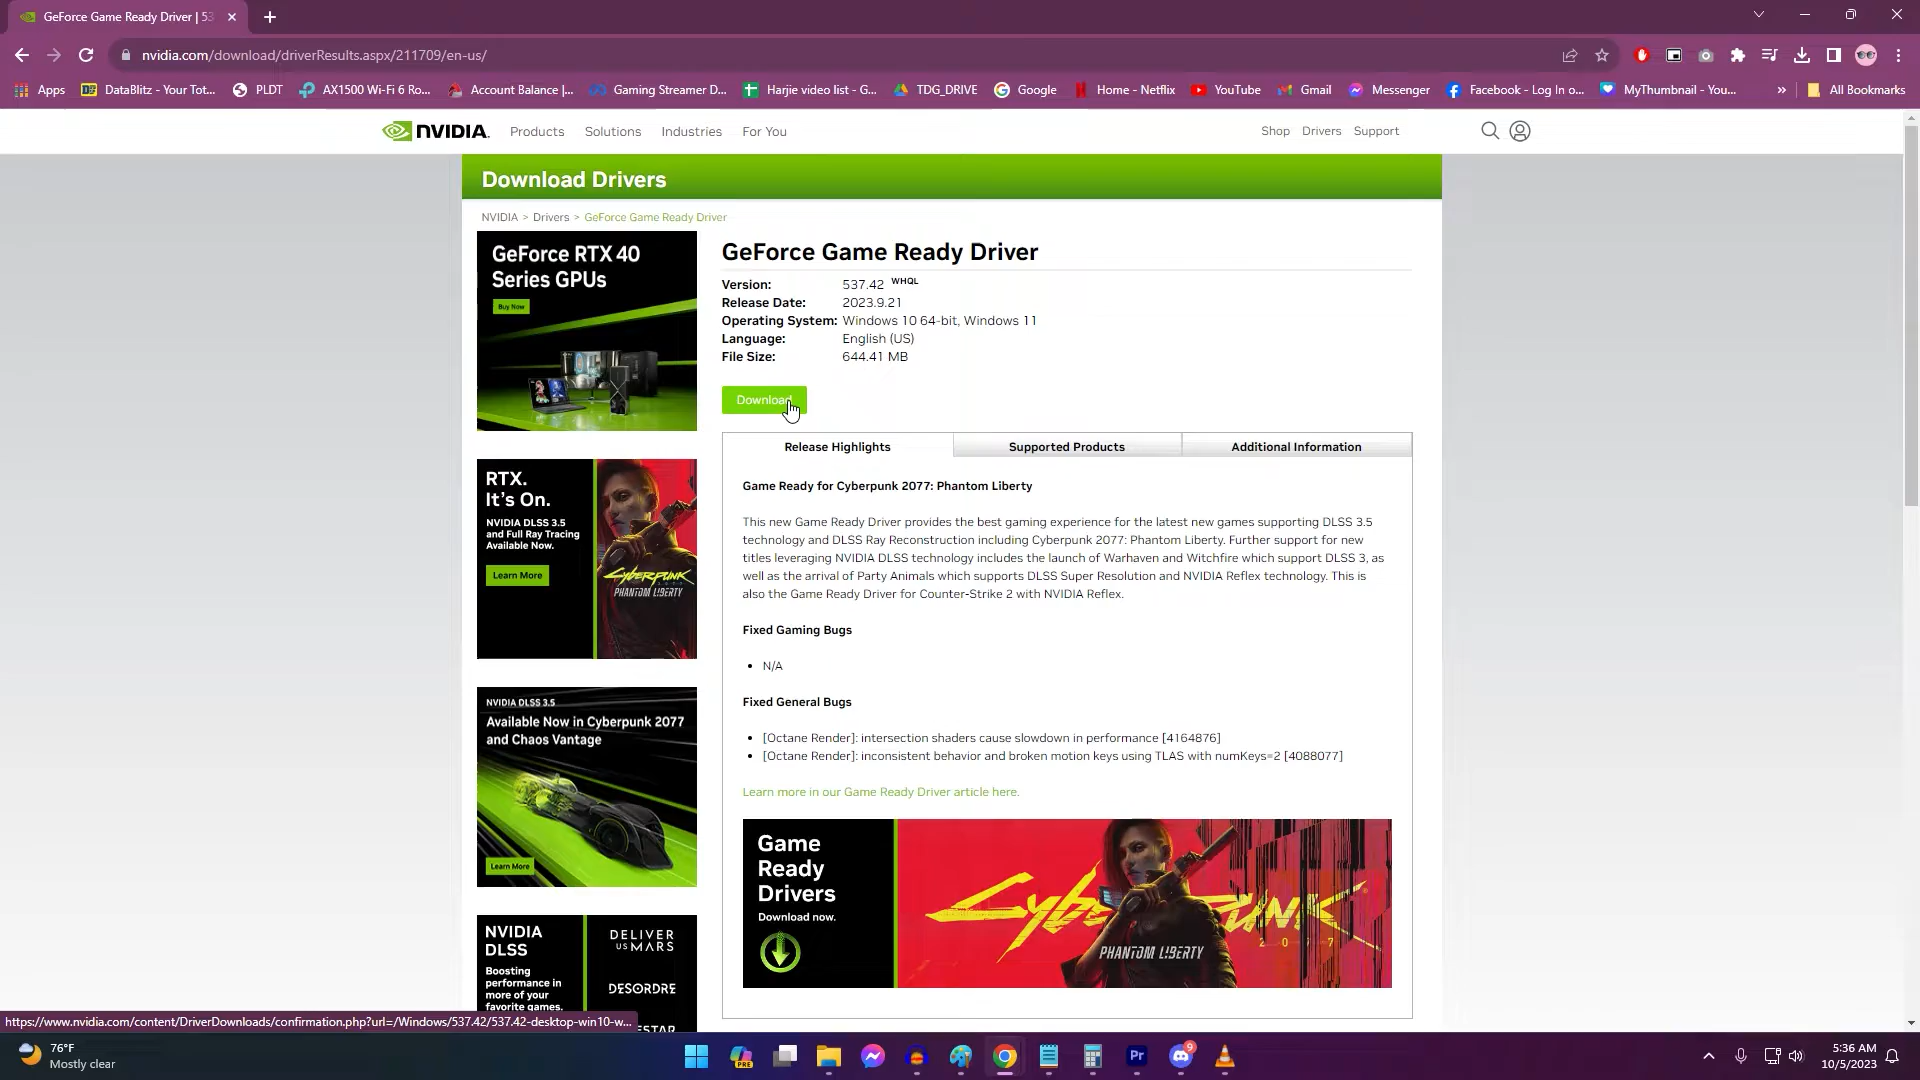 GeForce Game Ready Driver | 53
nvidia.com/download/driverResults.aspx/211709/en-us/
Apps
DataBlitz - Your Tot...
PLDT
AX1500 Wi-Fi 6 Ro...
Account Balance |...
Gaming Streamer D...
Harjie video list - G...
TDG_DRIVE
Google
Home - Netflix
YouTube
Gmail
Messenger
Facebook - Log In o...
MyThumbnail - You...
»
All Bookmarks
NVIDIA.
Products
Solutions
Industries
For You
Shop
Drivers
Support
Download Drivers
NVIDIA > Drivers > GeForce Game Ready Driver
GeForce RTX 40
Series GPUs
Buy Now
GeForce Game Ready Driver
Version: 537.42 WHQL
Release Date: 2023.9.21
Operating System: Windows 10 64-bit, Windows 11
Language: English (US)
File Size: 644.41 MB
Download
RTX.
It's On.
NVIDIA DLSS 3.5
and Full Ray Tracing
Available Now.
Learn More
Cyberpunk
2077
PHANTOM LIBERTY
Release Highlights
Supported Products
Additional Information
Game Ready for Cyberpunk 2077: Phantom Liberty
This new Game Ready Driver provides the best gaming experience for the latest new games supporting DLSS 3.5
technology and DLSS Ray Reconstruction including Cyberpunk 2077: Phantom Liberty. Further support for new
titles leveraging NVIDIA DLSS technology includes the launch of Warhaven and Witchfire which support DLSS 3, as
well as the arrival of Party Animals which supports DLSS Super Resolution and NVIDIA Reflex technology. This is
also the Game Ready Driver for Counter-Strike 2 with NVIDIA Reflex.
Fixed Gaming Bugs
• N/A
Fixed General Bugs
• [Octane Render]: intersection shaders cause slowdown in performance [4164876]
• [Octane Render]: inconsistent behavior and broken motion keys using TLAS with numKeys=2 [4088077]
Learn more in our Game Ready Driver article here.
NVIDIA DLSS 3.5
Available Now in Cyberpunk 2077
and Chaos Vantage
Learn More
Game
Ready
Drivers
Download now.
Cyberpunk
2077
PHANTOM LIBERTY
NVIDIA
DLSS
Boosting
performance in
more of your
favorite games.
DELIVER
US MARS
DESORDRE
https://www.nvidia.com/content/DriverDownloads/confirmation.php?url=/Windows/537.42/537.42-desktop-win10-w...
76°F
Mostly clear
PRE
Pr
9
5:36 AM
10/5/2023